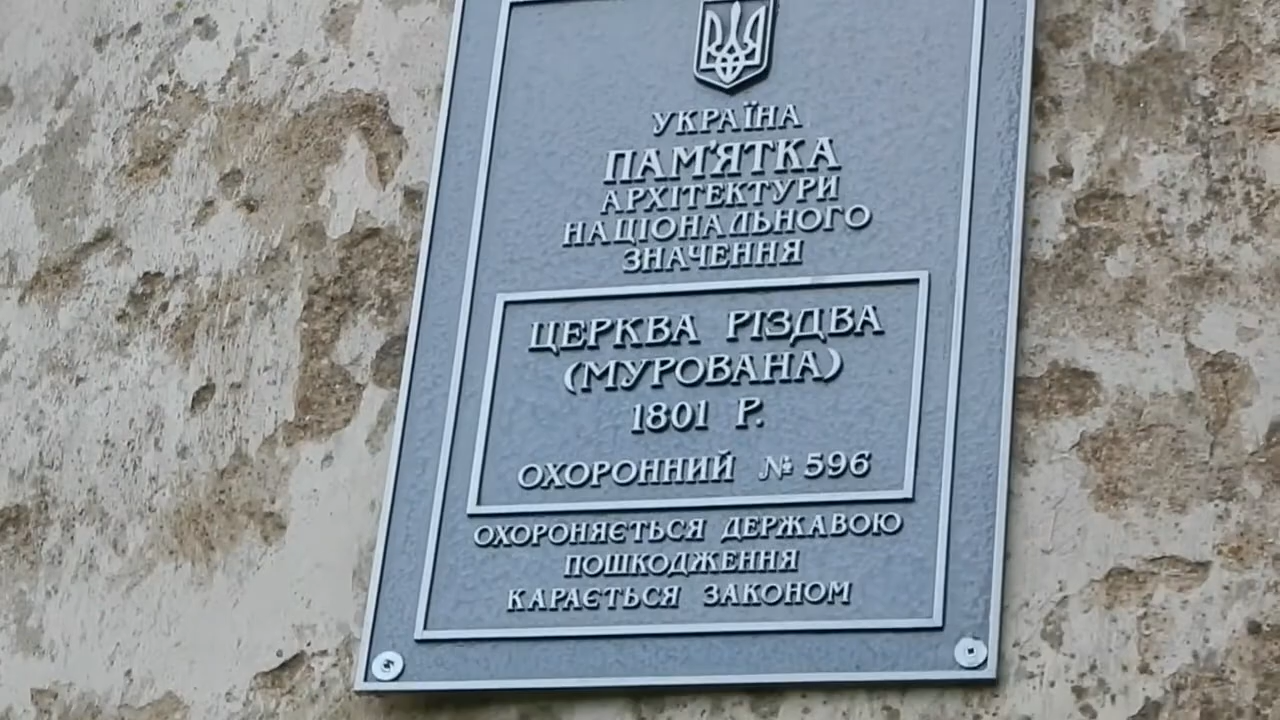 УКРАЇНА
ПАМ'ЯТКА
АРХІТЕКТУРИ
НАЦІОНАЛЬНОГО
ЗНАЧЕННЯ
ЦЕРКВА РІЗДВА
(МУРОВАНА)
1801 Р.
ОХОРОННИЙ № 596
ОХОРОНЯЄТЬСЯ ДЕРЖАВОЮ
ПОШКОДЖЕННЯ
КАРАЄТЬСЯ ЗАКОНОМ